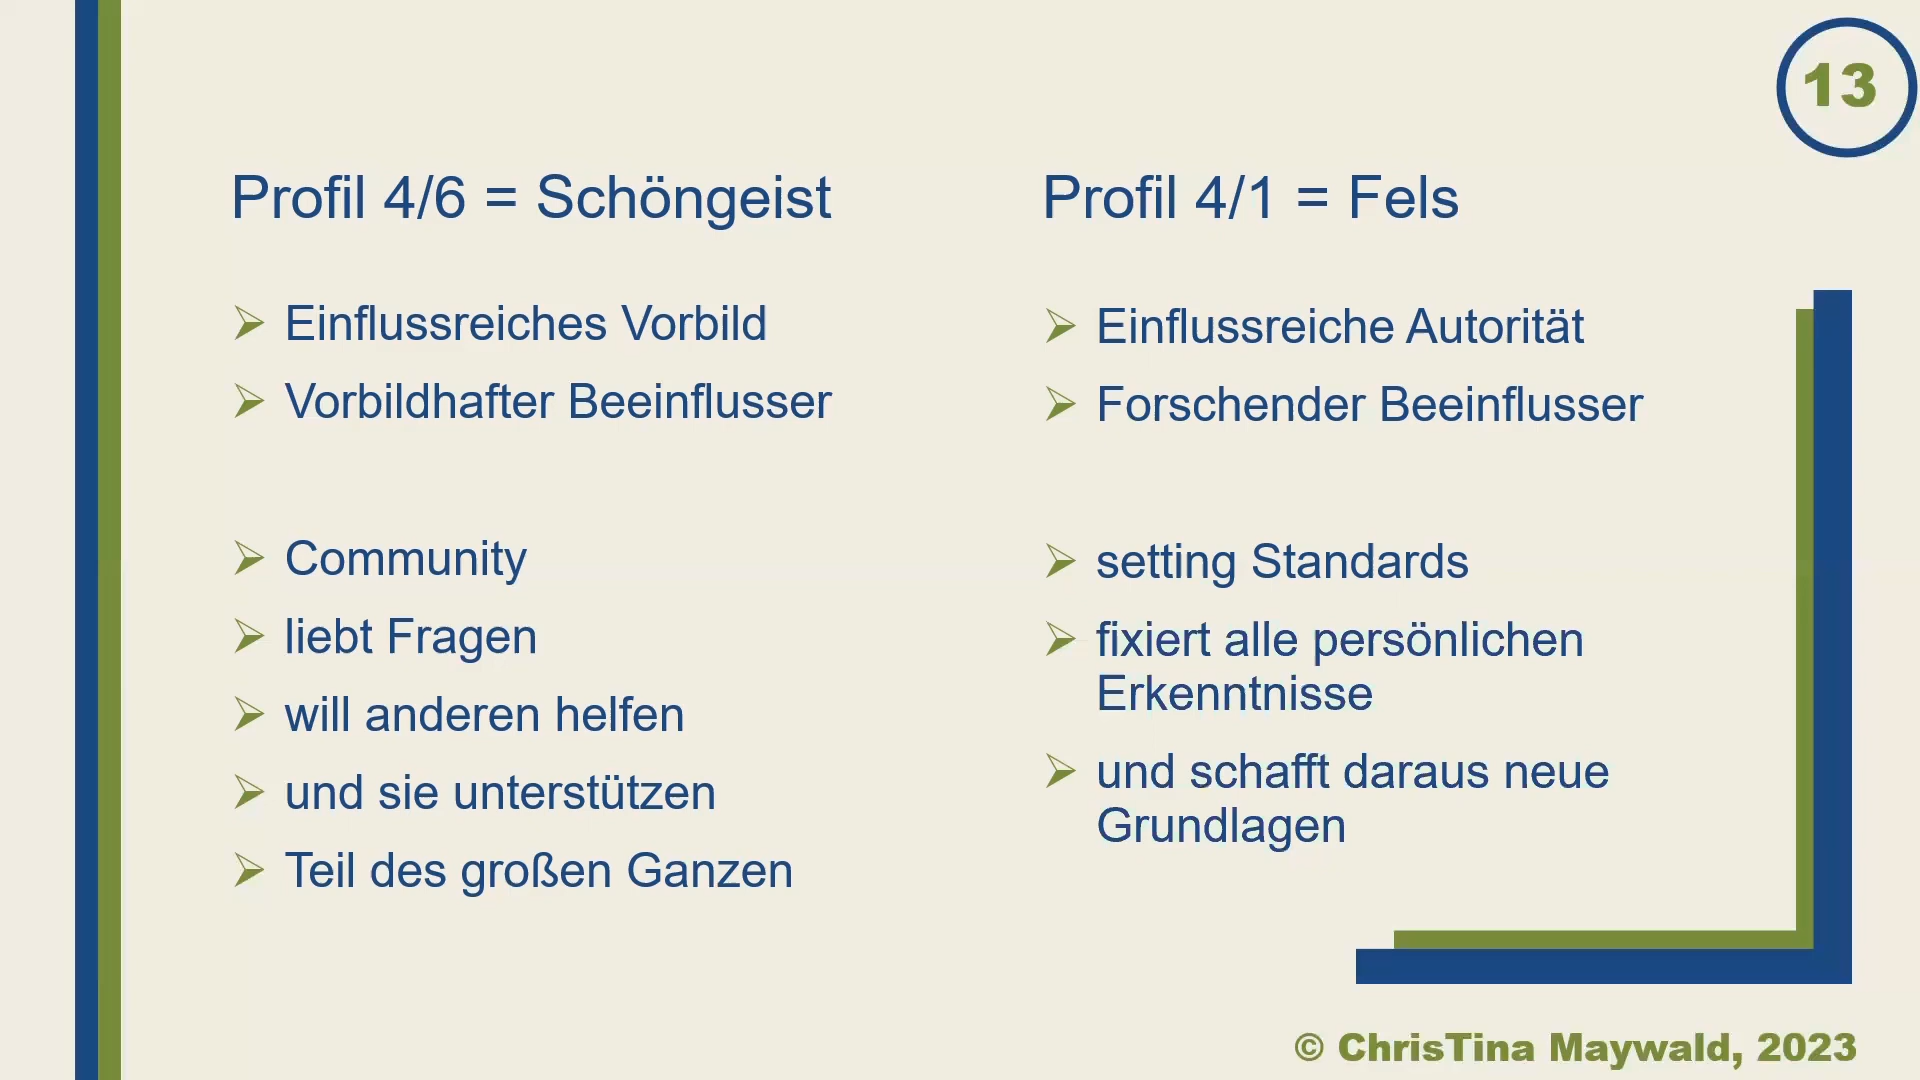 13
Profil 4/6 = Schöngeist
Einflussreiches Vorbild
Vorbildhafter Beeinflusser
Community
liebt Fragen
will anderen helfen
und sie unterstützen
Teil des großen Ganzen
Profil 4/1 = Fels
Einflussreiche Autorität
Forschender Beeinflusser
setting Standards
fixiert alle persönlichen
Erkenntnisse
und schafft daraus neue
Grundlagen
© ChrisTina Maywald, 2023